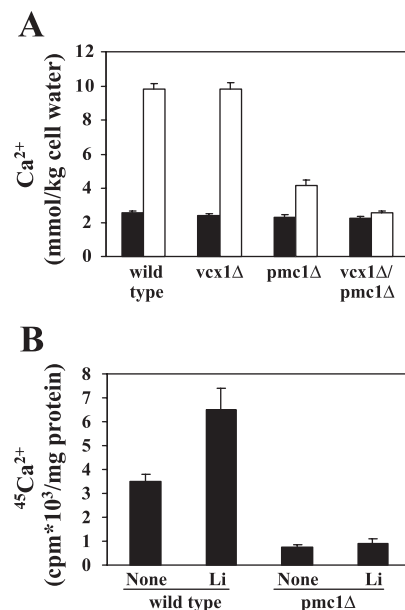 A
Ca²⁺
(mmol/kg cell water)
12
10
8
6
4
2
0
wild
type
vcx1Δ
pmc1Δ
vcx1Δ/
pmc1Δ
B
⁴⁵Ca²⁺
(cpm*10³/mg protein)
8
7
6
5
4
3
2
1
0
None
Li
None
Li
wild type
pmc1Δ